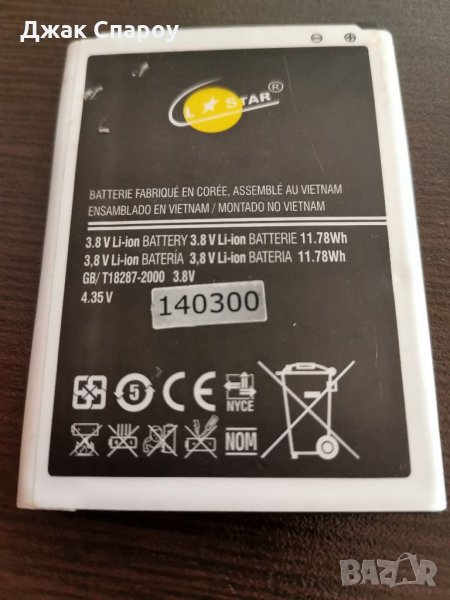 Джак Спароу
L★STAR®
BATTERIE FABRIQUÉ EN CORÉE, ASSEMBLÉ AU VIETNAM
ENSAMBLADO EN VIETNAM / MONTADO NO VIETNAM
3.8 V Li-ion BATTERY 3.8 V Li-ion BATTERIE 11.78Wh
3,8 V Li-ion BATERÍA 3,8 V Li-ion BATERIA 11.78Wh
GB/ T18287-2000 3.8V
4.35 V
140300
5 CE NYCE
NOM
BAZAR